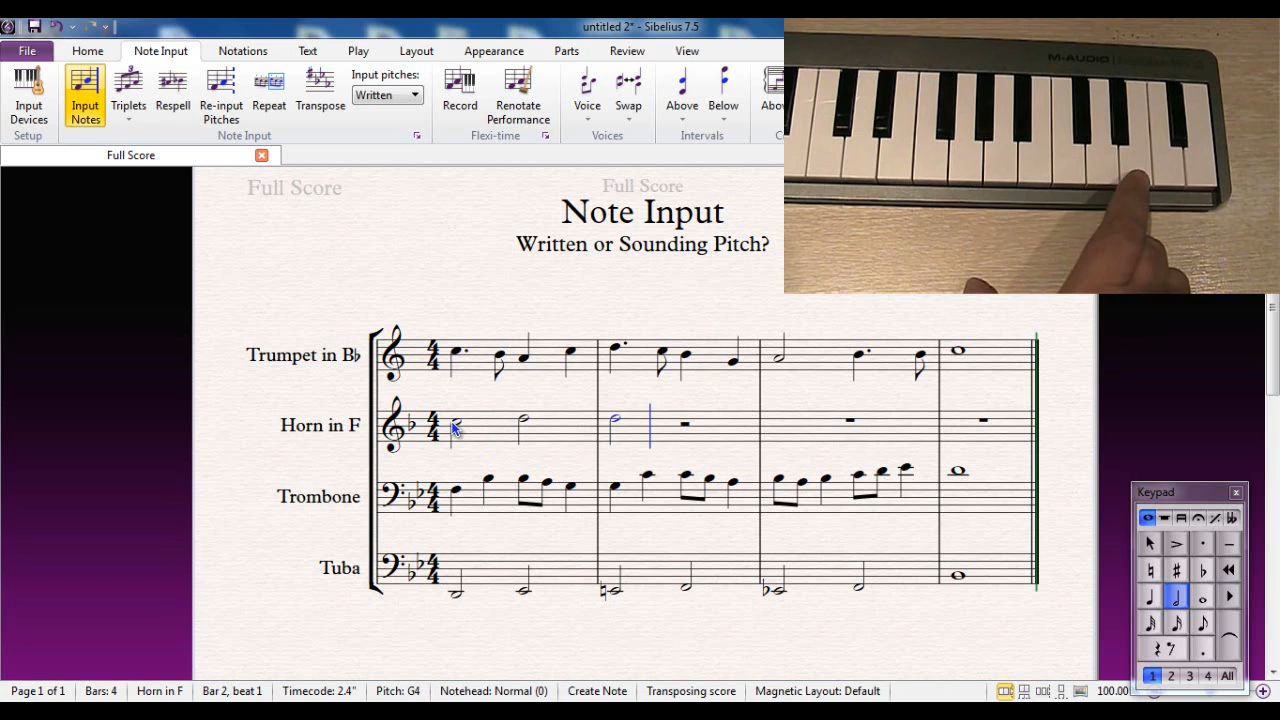 untitled 2* - Sibelius 7.5
File Home Note Input Notations Text Play Layout Appearance Parts Review View
Input Devices
Input Notes
Triplets
Respell
Re-input Pitches
Repeat
Transpose
Input pitches:
Written
Record
Renotate Performance
Voice
Swap
Above
Below
Setup
Note Input
Flexi-time
Voices
Intervals
M-AUDIO
Full Score
Full Score
Full Score
Note Input
Written or Sounding Pitch?
Trumpet in B♭
Horn in F
Trombone
Tuba
Keypad
1 2 3 4 All
Page 1 of 1 Bars: 4 Horn in F Bar 2, beat 1 Timecode: 2.4" Pitch: G4 Notehead: Normal (0) Create Note Transposing score Magnetic Layout: Default 100.00